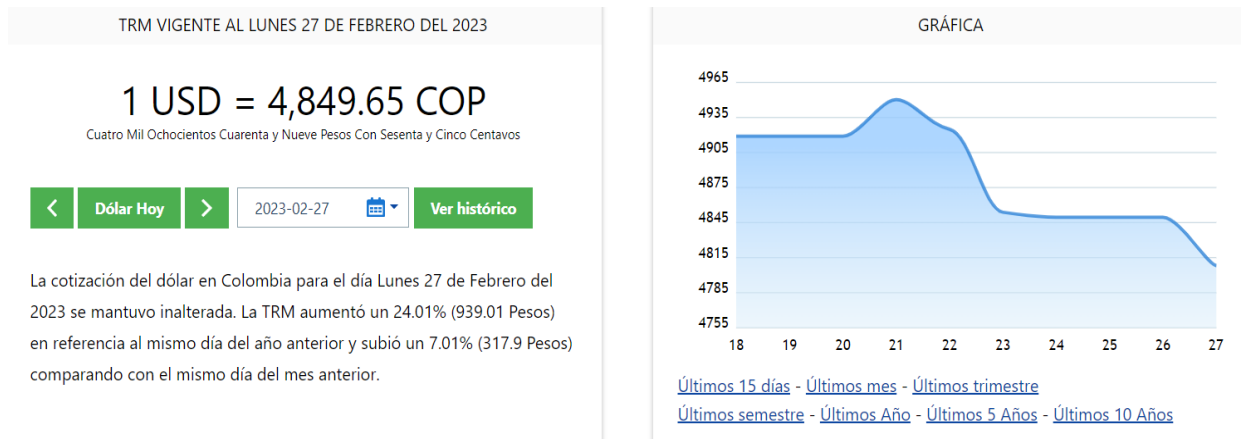 TRM VIGENTE AL LUNES 27 DE FEBRERO DEL 2023
1 USD = 4,849.65 COP
Cuatro Mil Ochocientos Cuarenta y Nueve Pesos Con Sesenta y Cinco Centavos
Dólar Hoy
2023-02-27
Ver histórico
La cotización del dólar en Colombia para el día Lunes 27 de Febrero del
2023 se mantuvo inalterada. La TRM aumentó un 24.01% (939.01 Pesos)
en referencia al mismo día del año anterior y subió un 7.01% (317.9 Pesos)
comparando con el mismo día del mes anterior.
GRÁFICA
4965
4935
4905
4875
4845
4815
4785
4755
18 19 20 21 22 23 24 25 26 27
Últimos 15 días - Últimos mes - Últimos trimestre
Últimos semestre - Últimos Año - Últimos 5 Años - Últimos 10 Años